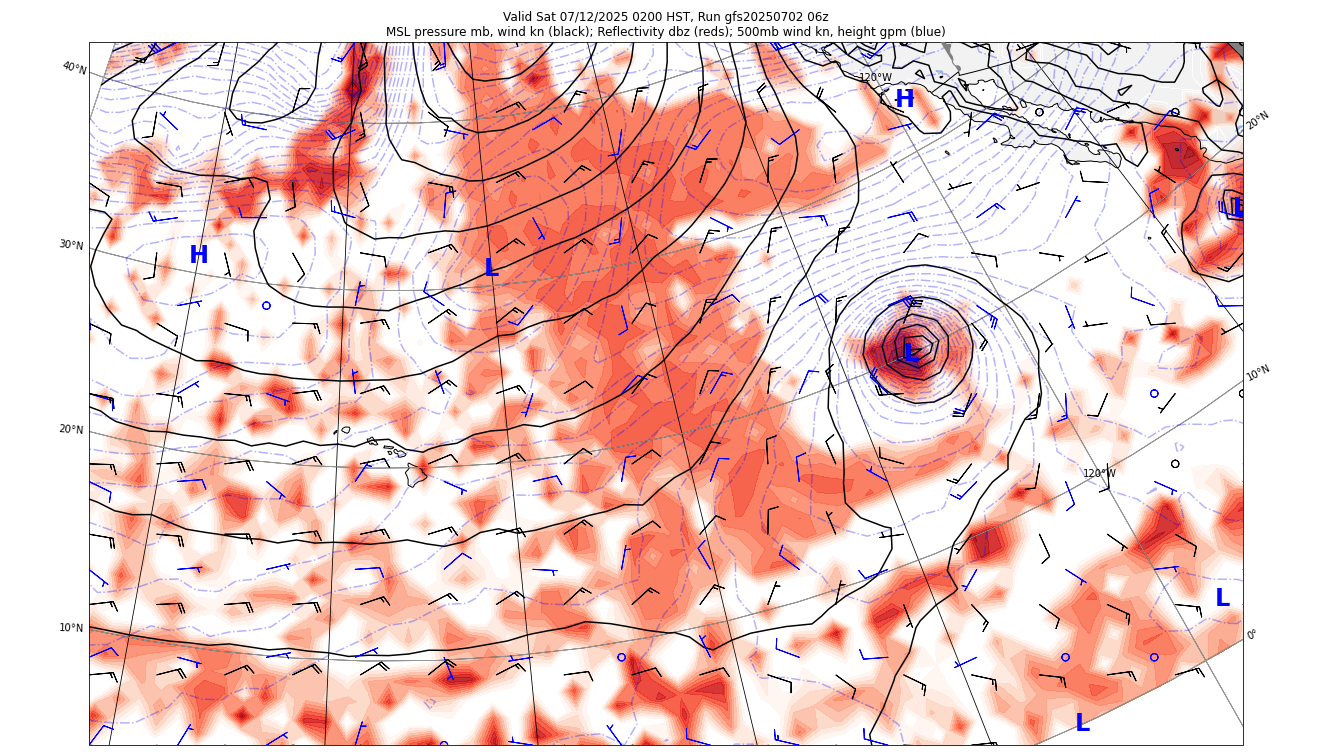 Valid Sat 07/12/2025 0200 HST, Run gfs20250702 06z
MSL pressure mb, wind kn (black); Reflectivity dbz (reds); 500mb wind kn, height gpm (blue)
40°N
120°W
H
20°N
L
H
30°N
L
L
10°N
20°N
120°W
L
10°N
0°
L